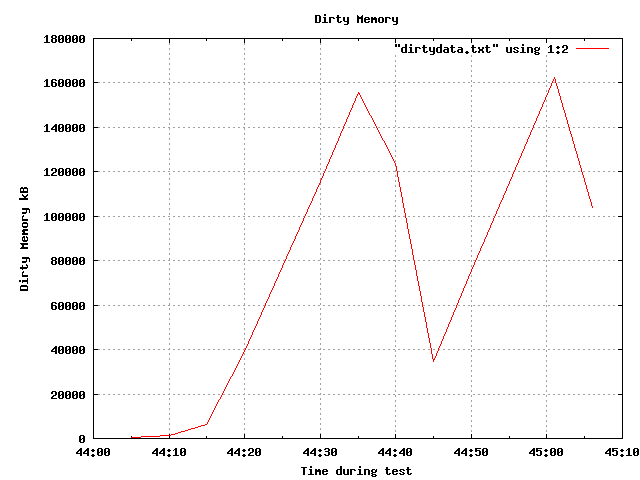 Dirty Memory
"dirtydata.txt" using 1:2
180000
160000
140000
120000
100000
80000
60000
40000
20000
0
Dirty Memory kB
44:00 44:10 44:20 44:30 44:40 44:50 45:00 45:10
Time during test